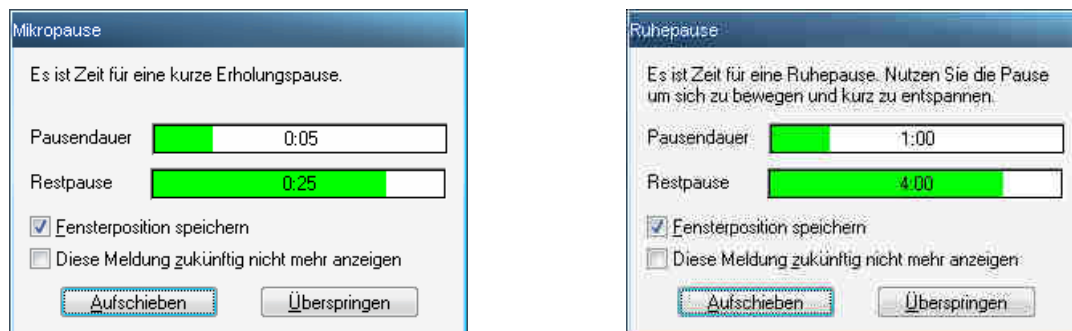 Mikropause
Es ist Zeit für eine kurze Erholungspause.
Pausendauer 0:05
Restpause 0:25
Fensterposition speichern
Diese Meldung zukünftig nicht mehr anzeigen
Aufschieben Überspringen
Ruhepause
Es ist Zeit für eine Ruhepause. Nutzen Sie die Pause
um sich zu bewegen und kurz zu entspannen.
Pausendauer 1:00
Restpause 4:00
Fensterposition speichern
Diese Meldung zukünftig nicht mehr anzeigen
Aufschieben Überspringen